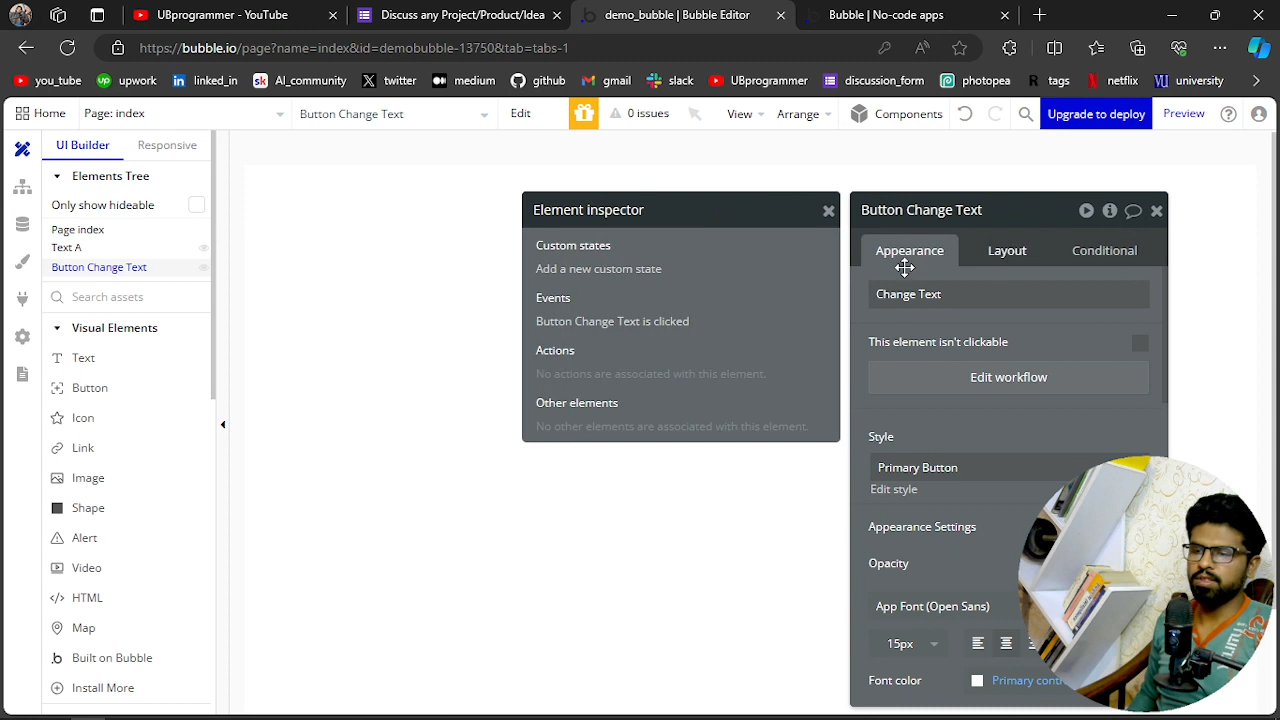 UBprogrammer - YouTube
Discuss any Project/Product/Idea
demo_bubble | Bubble Editor
Bubble | No-code apps
https://bubble.io/page?name=index&id=demobubble-13750&tab=tabs-1
you_tube
upwork
linked_in
AI_community
twitter
medium
github
gmail
slack
UBprogrammer
discussion_form
photopea
tags
netflix
university
Home
Page: index
Button Change Text
Edit
0 issues
View
Arrange
Components
Upgrade to deploy
Preview
UI Builder
Responsive
Elements Tree
Only show hideable
Page index
Text A
Button Change Text
Search assets
Visual Elements
Text
Button
Icon
Link
Image
Shape
Alert
Video
HTML
Map
Built on Bubble
Install More
Element inspector
Custom states
Add a new custom state
Events
Button Change Text is clicked
Actions
No actions are associated with this element.
Other elements
No other elements are associated with this element.
Button Change Text
Appearance
Layout
Conditional
Change Text
This element isn't clickable
Edit workflow
Style
Primary Button
Edit style
Appearance Settings
Opacity
App Font (Open Sans)
15px
Font color
Primary